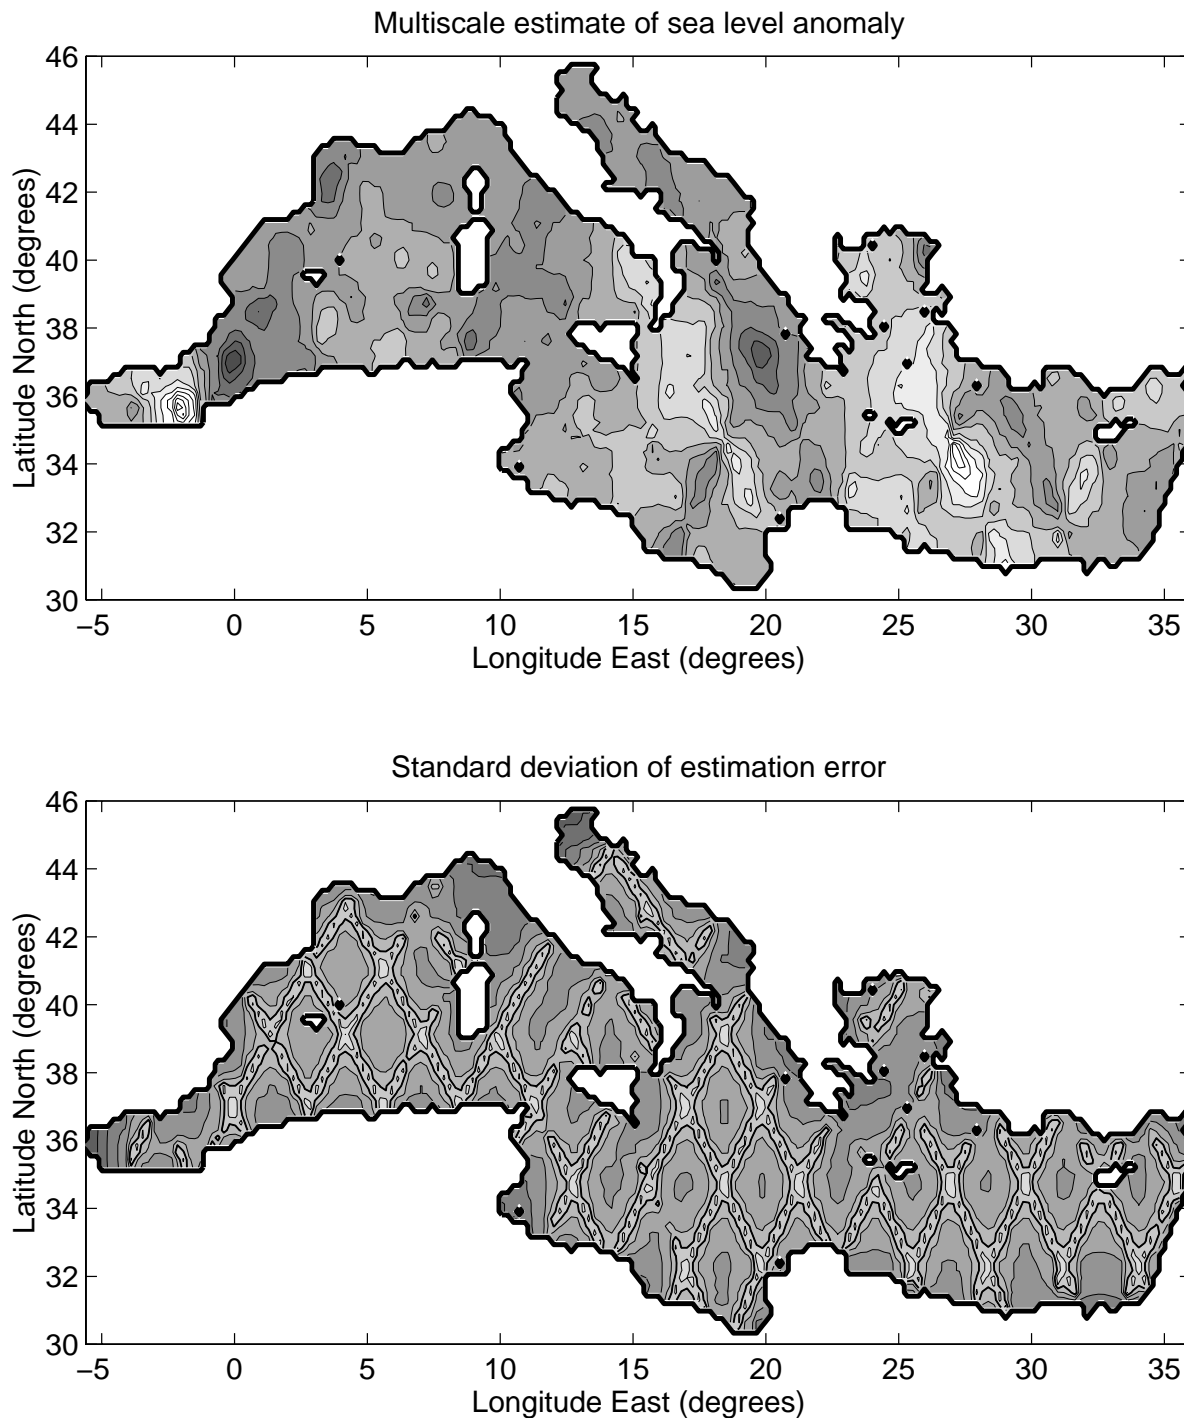 Multiscale estimate of sea level anomaly
46
44
42
40
38
36
34
32
30
Latitude North (degrees)
−5 0 5 10 15 20 25 30 35
Longitude East (degrees)
Standard deviation of estimation error
46
44
42
40
38
36
34
32
30
Latitude North (degrees)
−5 0 5 10 15 20 25 30 35
Longitude East (degrees)